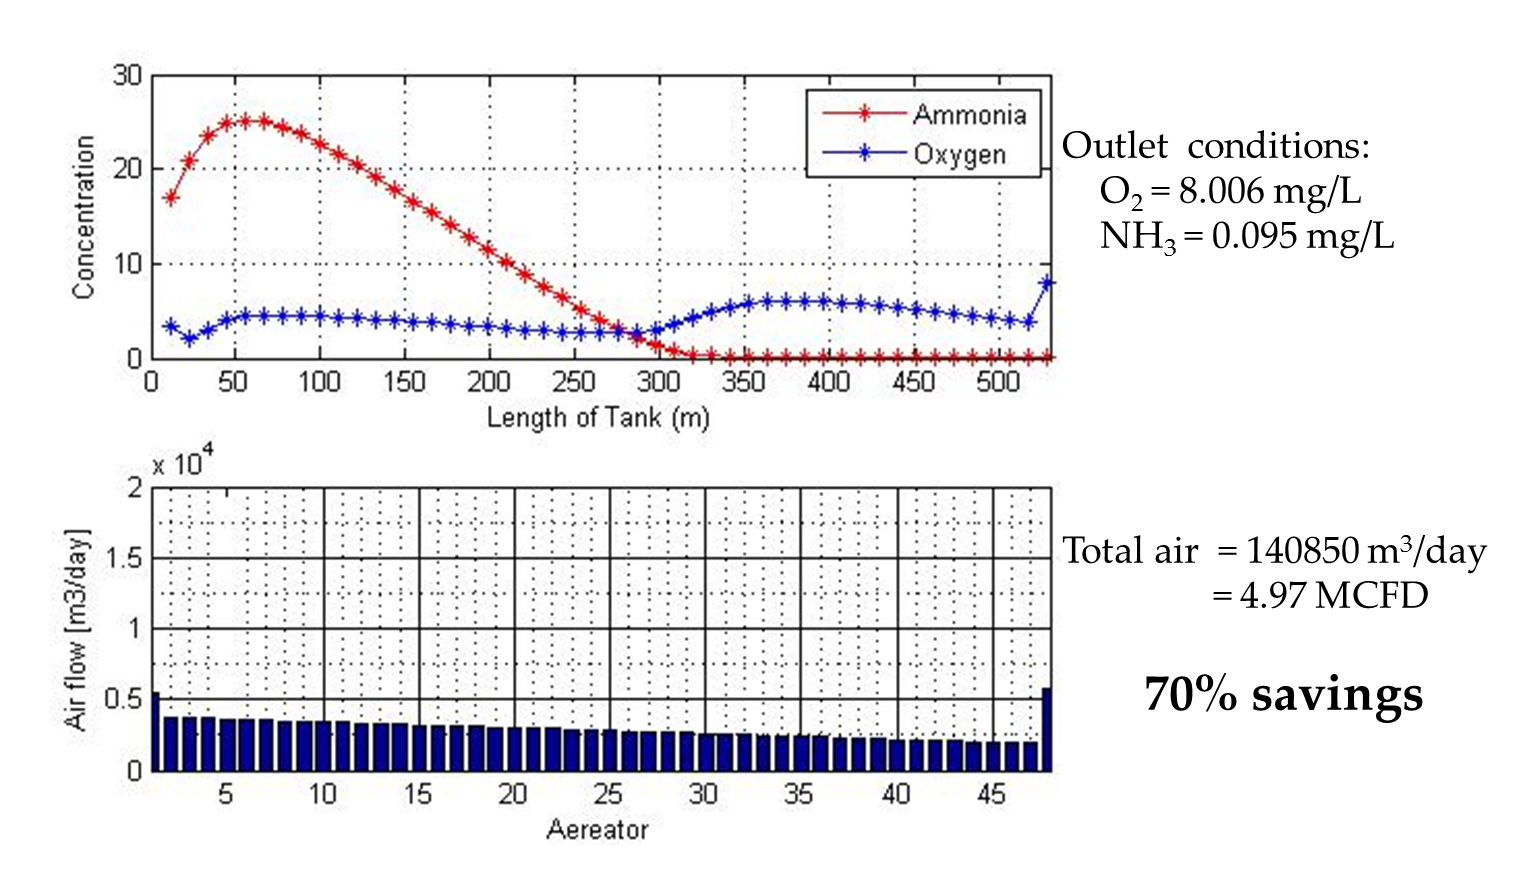 30
20
10
0
Concentration
Ammonia
Oxygen
0 50 100 150 200 250 300 350 400 450 500
Length of Tank (m)
Outlet conditions:
O₂ = 8.006 mg/L
NH₃ = 0.095 mg/L
x 10⁴
2
1.5
1
0.5
0
Air flow [m3/day]
5 10 15 20 25 30 35 40 45
Aereator
Total air = 140850 m³/day
= 4.97 MCFD
70% savings